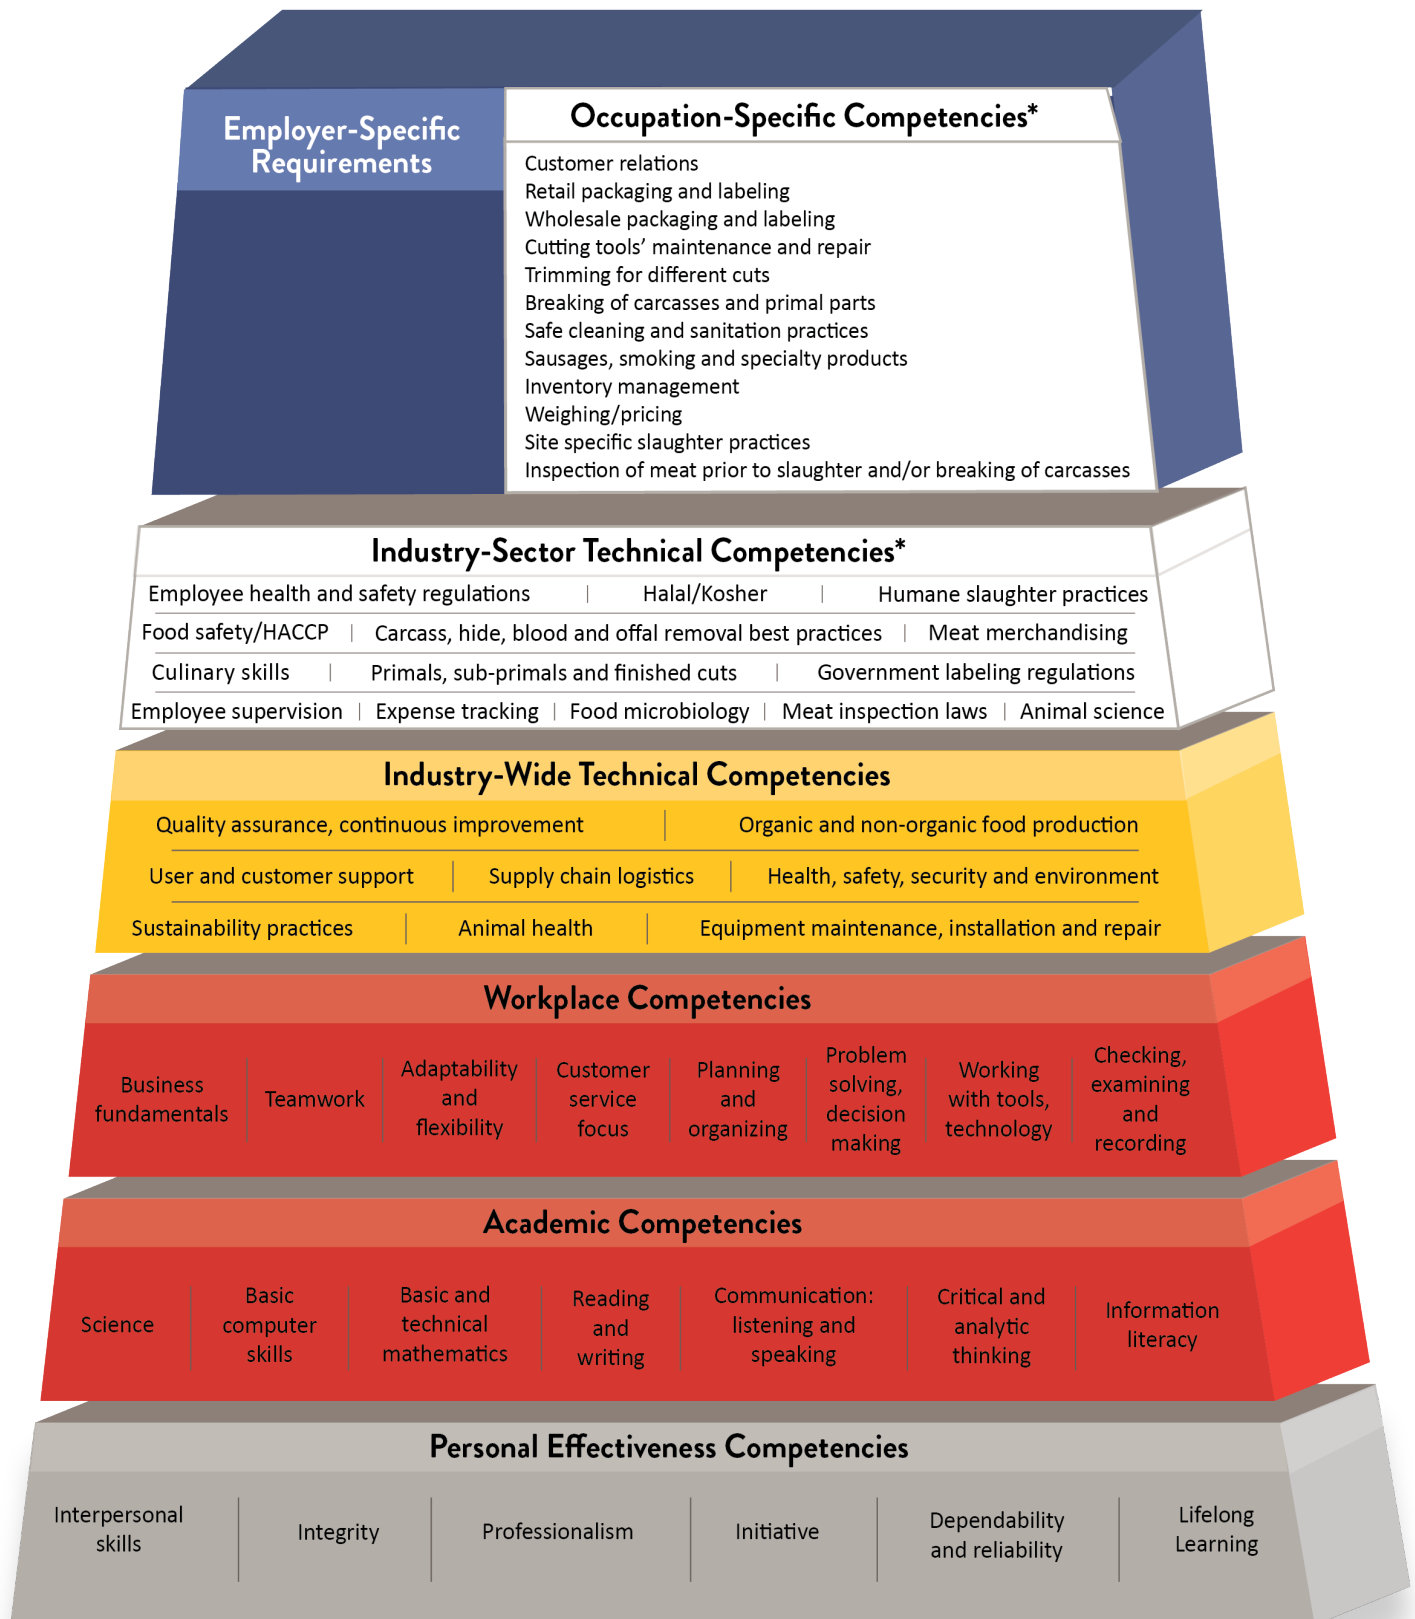 Employer-Specific
Requirements
Occupation-Specific Competencies*
Customer relations
Retail packaging and labeling
Wholesale packaging and labeling
Cutting tools’ maintenance and repair
Trimming for different cuts
Breaking of carcasses and primal parts
Safe cleaning and sanitation practices
Sausages, smoking and specialty products
Inventory management
Weighing/pricing
Site specific slaughter practices
Inspection of meat prior to slaughter and/or breaking of carcasses
Industry-Sector Technical Competencies*
Employee health and safety regulations | Halal/Kosher | Humane slaughter practices
Food safety/HACCP | Carcass, hide, blood and offal removal best practices | Meat merchandising
Culinary skills | Primals, sub-primals and finished cuts | Government labeling regulations
Employee supervision | Expense tracking | Food microbiology | Meat inspection laws | Animal science
Industry-Wide Technical Competencies
Quality assurance, continuous improvement | Organic and non-organic food production
User and customer support | Supply chain logistics | Health, safety, security and environment
Sustainability practices | Animal health | Equipment maintenance, installation and repair
Workplace Competencies
Business
fundamentals
Teamwork
Adaptability
and
flexibility
Customer
service
focus
Planning
and
organizing
Problem
solving,
decision
making
Working
with tools,
technology
Checking,
examining
and
recording
Academic Competencies
Science
Basic
computer
skills
Basic and
technical
mathematics
Reading
and
writing
Communication:
listening and
speaking
Critical and
analytic
thinking
Information
literacy
Personal Effectiveness Competencies
Interpersonal
skills
Integrity
Professionalism
Initiative
Dependability
and reliability
Lifelong
Learning